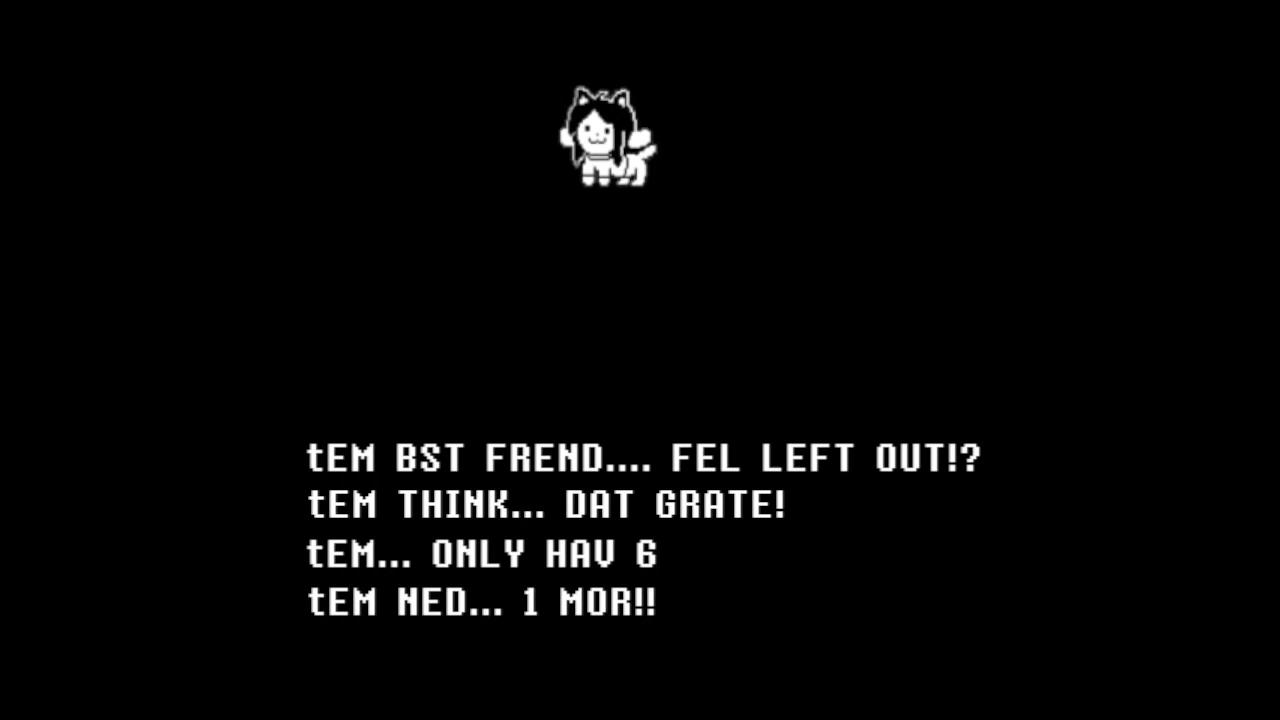 tEM BST FREND.... FEL LEFT OUT!?
tEM THINK... DAT GRATE!
tEM... ONLY HAV 6
tEM NED... 1 MOR!!